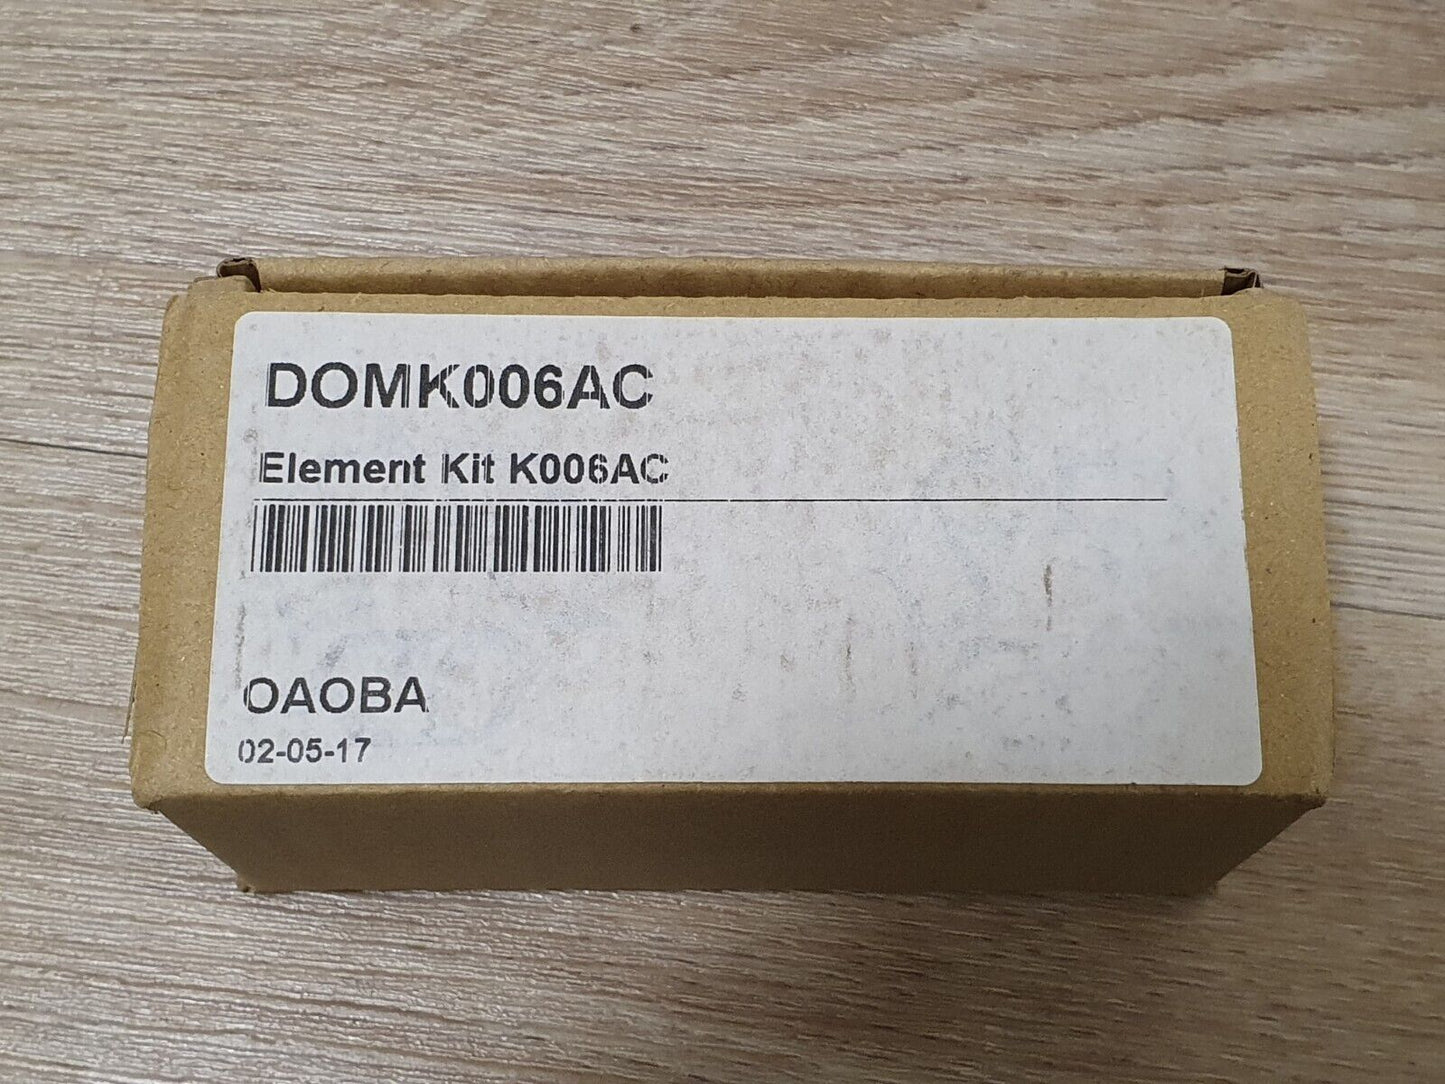 DOMK006AC
Element Kit K006AC
OAOBA
02-05-17